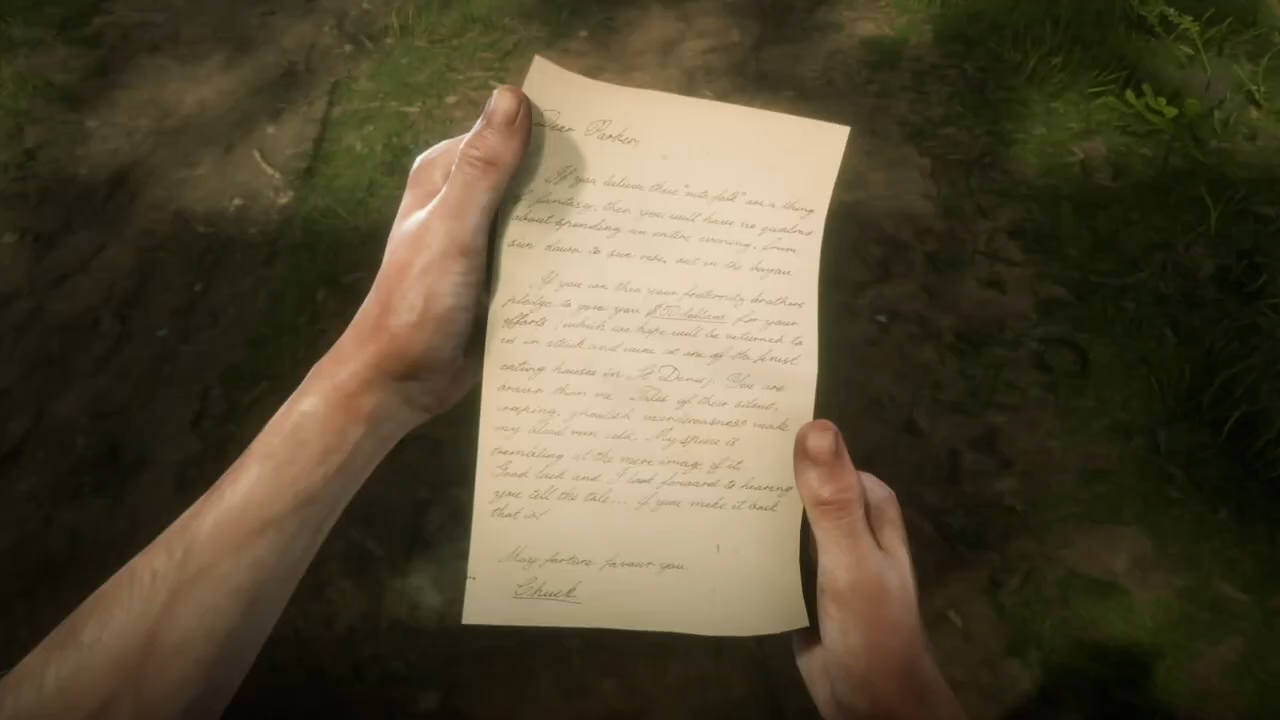 Dear Parker,
If you believe these "nite folk" are a thing
of fantasy, then you will have no qualms
about spending an entire evening, from
sun down to sun rise, out in the bayou
If you can then your fraternity brothers
pledge to give you $50 dollars for your
efforts (which we hope will be returned to
us in steak and wine at one of the finest
eating houses in St Denis). You are
braver than me. Tales of their silent,
creeping, ghoulish murderousness make
my blood run cold. My spine is
trembling at the mere image of it.
Good luck and I look forward to hearing
you tell the tale... if you make it back
that is!
May fortune favour you
Chuck